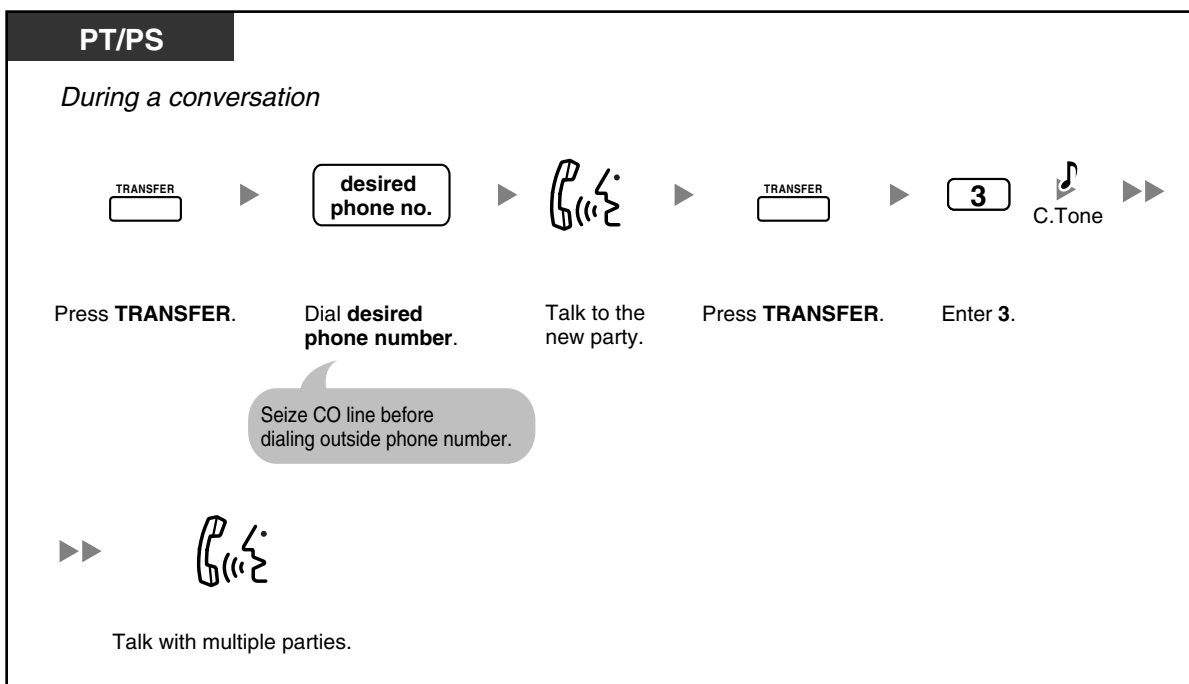 PT/PS
During a conversation
TRANSFER
desired
phone no.
TRANSFER
3
C.Tone
Press TRANSFER.
Dial desired
phone number.
Talk to the
new party.
Press TRANSFER.
Enter 3.
Seize CO line before
dialing outside phone number.
Talk with multiple parties.